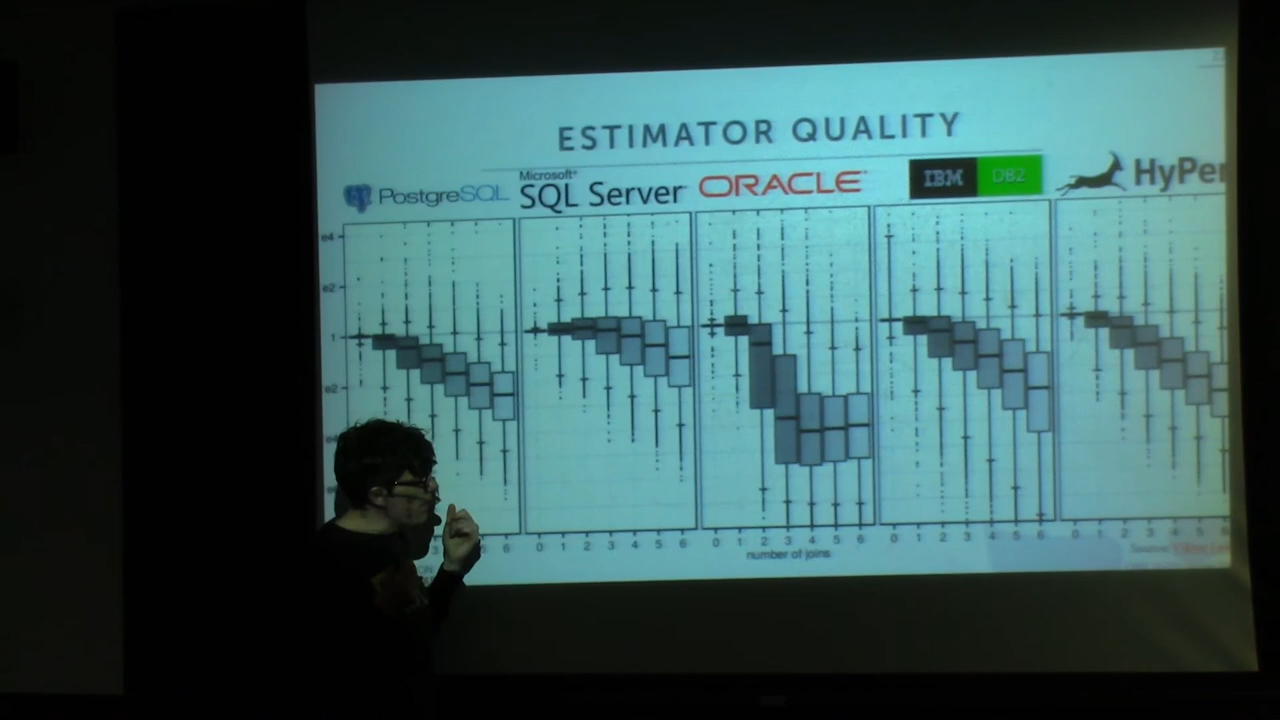 ESTIMATOR QUALITY
PostgreSQL
Microsoft®
SQL Server
ORACLE
IBM DB2
HyPer
e4
e2
1
e2
6
0 1 2 3 4 5 6
0 1 2 3 4 5 6
0 1 2 3 4 5 6
0 1 2 3 4 5
number of joins
Source: